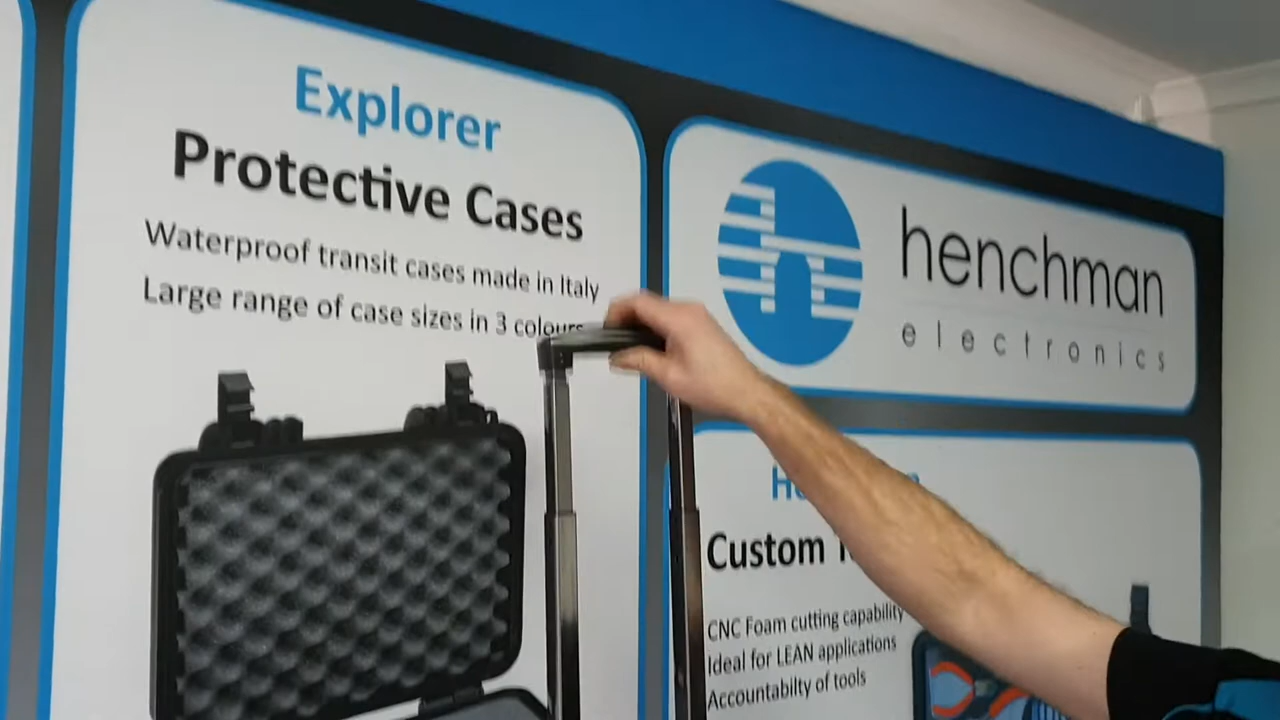 Explorer
Protective Cases
Waterproof transit cases made in Italy
Large range of case sizes in 3 colours
henchman
electronics
Custom
CNC Foam cutting capability
Ideal for LEAN applications
Accountabilty of tools